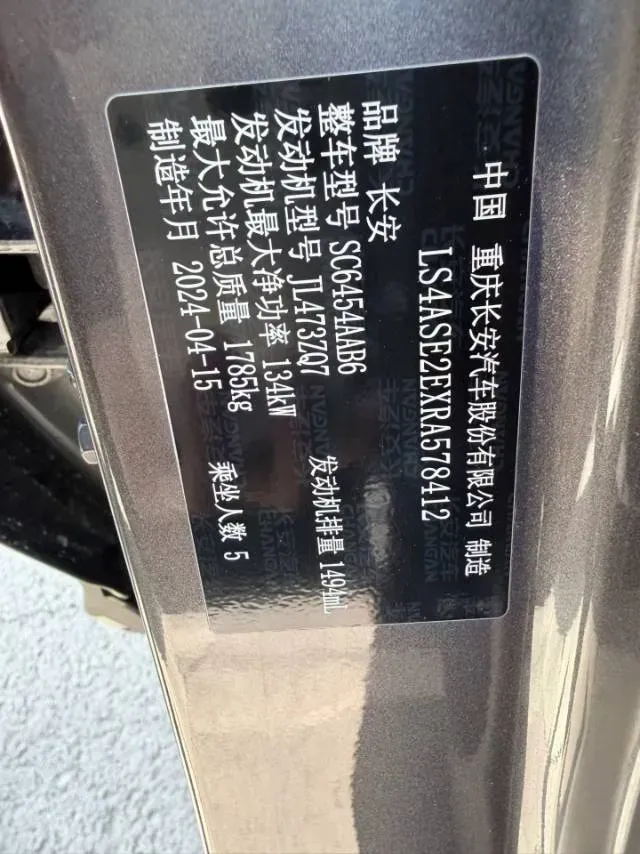 中国 重庆长安汽车股份有限公司 制造
LS4ASE2EXRA578412
品牌 长安
整车型号 SC6454AAB6
发动机型号 JL473ZQ7 发动机排量 1494mL
发动机最大净功率 134kW
最大允许总质量 1785kg 乘坐人数 5
制造年月 2024-04-15